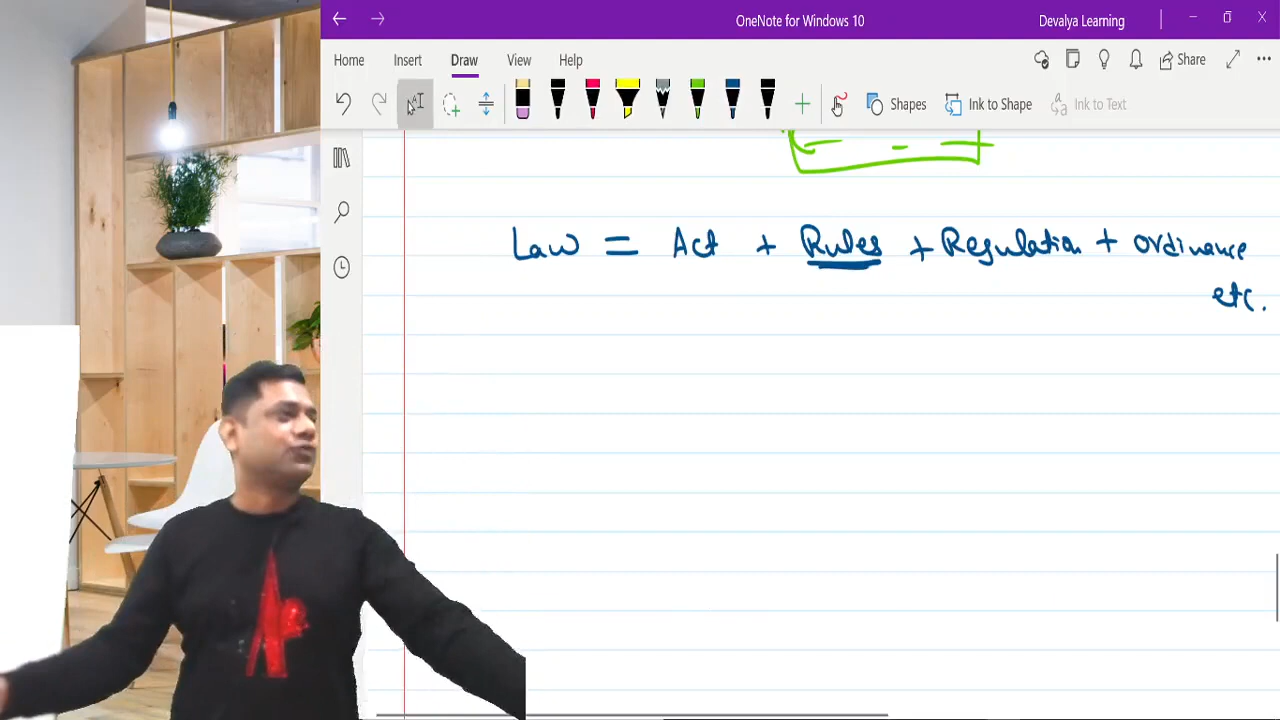 OneNote for Windows 10
Devalya Learning
Home Insert Draw View Help
Share
Shapes Ink to Shape Ink to Text
Law = Act + Rules + Regulation + ordinance
etc.